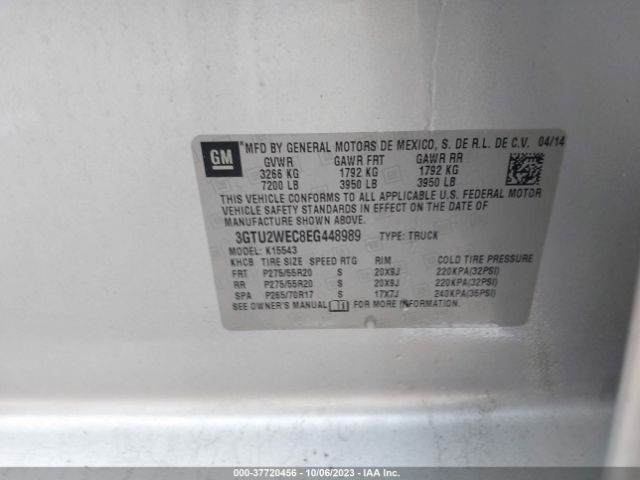 GM
MFD BY GENERAL MOTORS DE MEXICO, S. DE R.L. DE C.V. 04/14
GVWR GAWR FRT GAWR RR
3266 KG 1792 KG 1792 KG
7200 LB 3950 LB 3950 LB
THIS VEHICLE CONFORMS TO ALL APPLICABLE U.S. FEDERAL MOTOR
VEHICLE SAFETY STANDARDS IN EFFECT ON THE DATE OF
MANUFACTURE SHOWN ABOVE.
3GTU2WEC8EG448989 TYPE: TRUCK
MODEL: K15543
KHCB TIRE SIZE SPEED RTG RIM COLD TIRE PRESSURE
FRT P275/55R20 S 20X9J 220KPA(32PSI)
RR P275/55R20 S 20X9J 220KPA(32PSI)
SPA P265/70R17 S 17X7J 240KPA(35PSI)
SEE OWNER'S MANUAL FOR MORE INFORMATION.
000-37720456 - 10/06/2023 - IAA Inc.